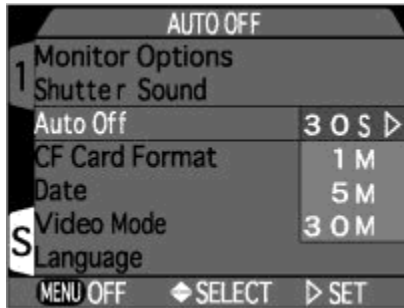 AUTO OFF
1
Monitor Options
Shutter Sound
Auto Off 30S ▷
CF Card Format 1M
Date 5M
S Video Mode 30M
Language
MENU OFF SELECT ▷ SET